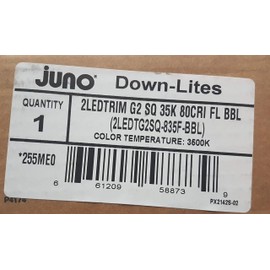 JUNO® Down-Lites
QUANTITY
1
2LEDTRIM G2 SQ 35K 80CRI FL BBL
(2LEDTG2SQ-835F-BBL)
COLOR TEMPERATURE: 3500K
*255ME0
6 61209 58873 9
PX21425-02